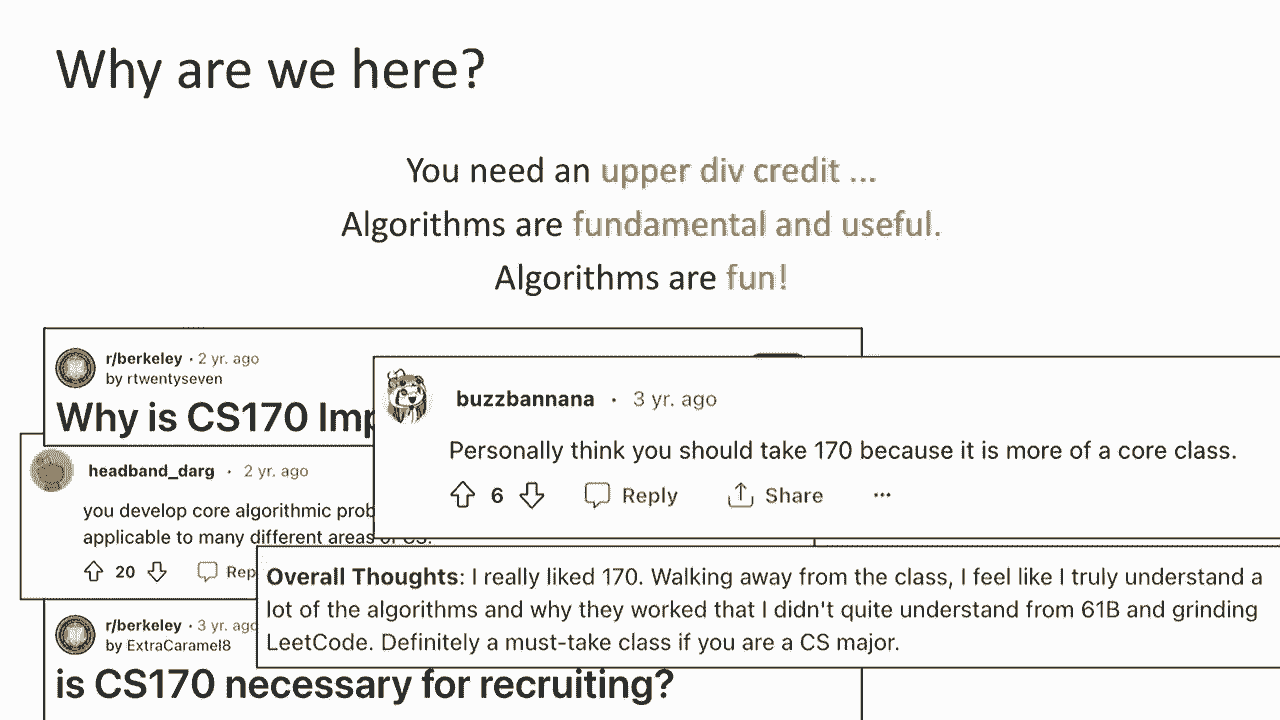 Why are we here?
You need an upper div credit ...
Algorithms are fundamental and useful.
Algorithms are fun!
r/berkeley · 2 yr. ago
by rtwentyseven
Why is CS170 Imp
buzzbannana · 3 yr. ago
Personally think you should take 170 because it is more of a core class.
6 Reply Share ...
headband_darg · 2 yr. ago
you develop core algorithmic prob
applicable to many different areas of CS.
20 Rep
Overall Thoughts: I really liked 170. Walking away from the class, I feel like I truly understand a
lot of the algorithms and why they worked that I didn't quite understand from 61B and grinding
LeetCode. Definitely a must-take class if you are a CS major.
r/berkeley · 3 yr. ago
by ExtraCaramel8
is CS170 necessary for recruiting?